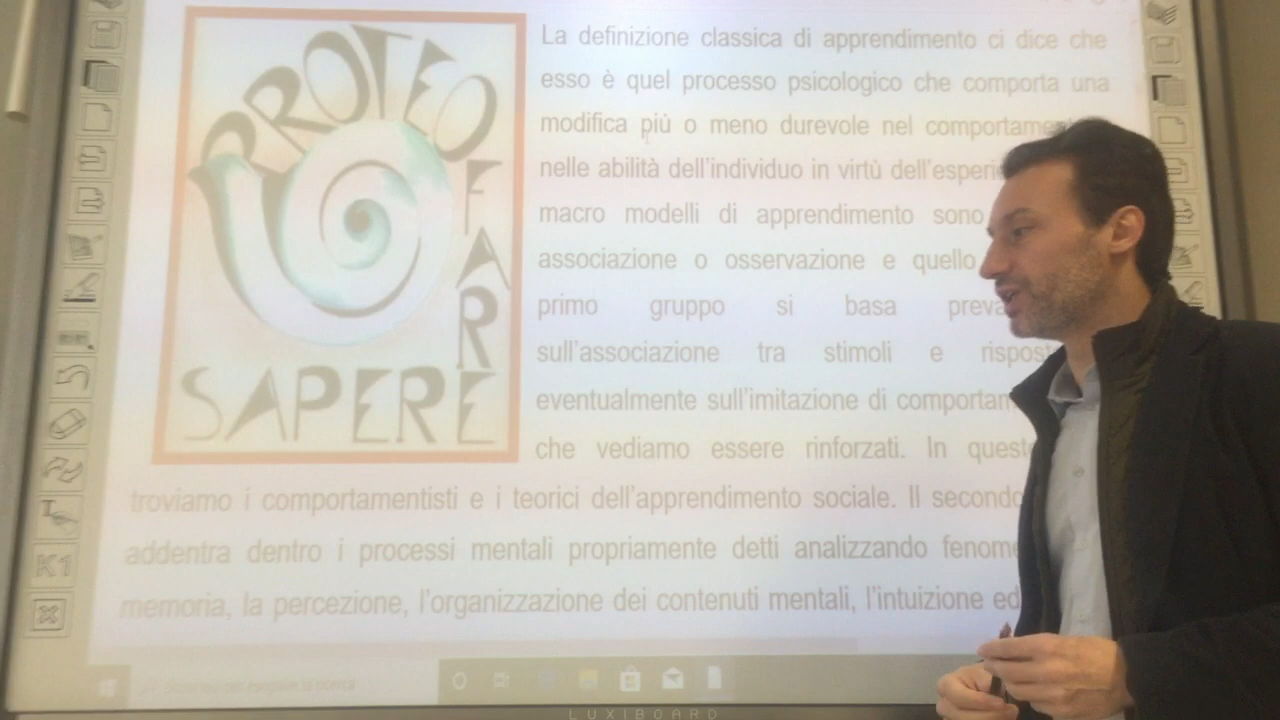 PROTEO
FARE
SAPERE
La definizione classica di apprendimento ci dice che
esso è quel processo psicologico che comporta una
modifica più o meno durevole nel
nelle abilità dell'individuo in virtù
macro modelli di apprendimento sono
associazione o osservazione e quello
primo gruppo si basa
sull'associazione tra stimoli e
eventualmente sull'imitazione di
che vediamo essere rinforzati. In
troviamo i comportamentisti e i teorici dell'apprendimento sociale. Il secondo
addentra dentro i processi mentali propriamente detti analizzando
memoria, la percezione, l'organizzazione dei contenuti mentali, l'intuizione ed
K1
LUXIBOARD